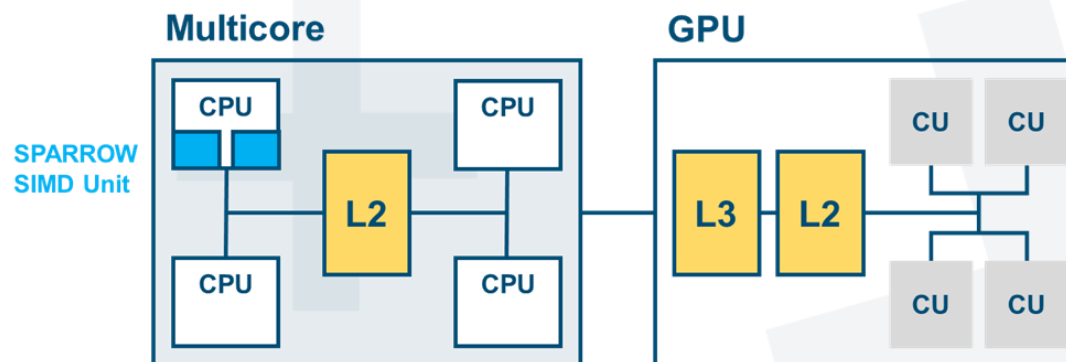 Multicore
GPU
CPU
CPU
CU
CU
SPARROW
SIMD Unit
L2
L3
L2
CPU
CPU
CU
CU